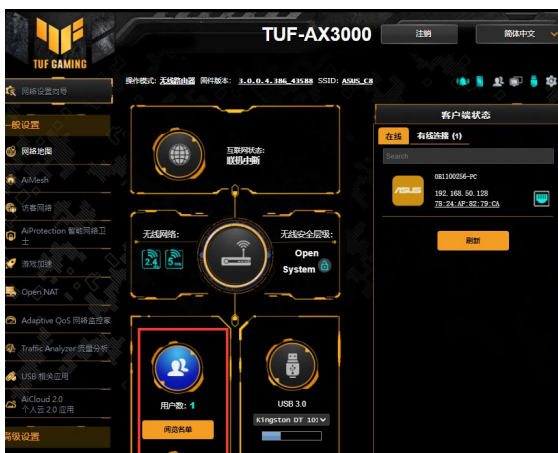 TUF GAMING
TUF-AX3000
注销
简体中文
操作模式: 无线路由器 固件版本: 3.0.0.4.386_43588 SSID: ASUS_C8
网络设置向导
一般设置
网络地图
AiMesh
访客网络
AiProtection 智能网络卫士
游戏加速
Open NAT
Adaptive QoS 网络监控家
Traffic Analyzer 流量分析
USB 相关应用
AiCloud 2.0
个人云 2.0 应用
高级设置
互联网状态:
联机中断
无线网络:
2.4
5
无线安全层级:
Open
System
用户数: 1
阅览名单
USB 3.0
Kingston DT 101
客户端状态
在线
有线连接 (1)
Search
OE1100256-PC
ASUS
192.168.50.128
78:24:AF:82:79:CA
刷新